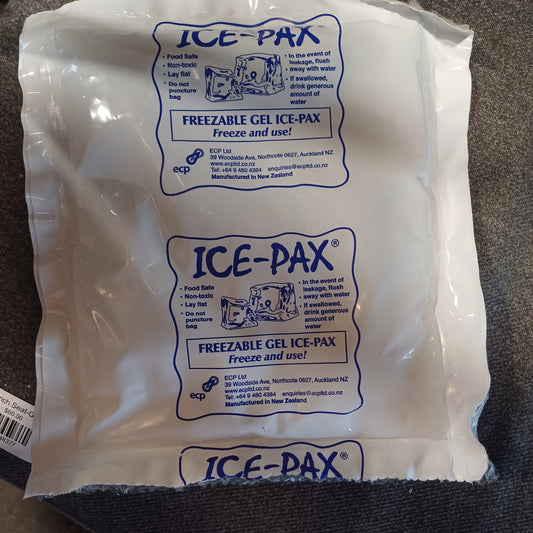 ICE-PAX
• Food Safe
• Non-toxic
• Lay flat
• Do not
puncture
bag
• In the event of
leakage, flush
• away with water
• If swallowed,
drink generous
amount of
water
FREEZABLE GEL ICE-PAX
Freeze and use!
ecp
ECP Ltd
39 Woodside Ave, Northcote 0627, Auckland NZ
www.ecpltd.co.nz
Tel: +64 9 480 4384 enquiries@ecpltd.co.nz
Manufactured in New Zealand
ICE-PAX®
• Food Safe
• Non-toxic
• Lay flat
• Do not
puncture
bag
• In the event of
leakage, flush
• away with water
• If swallowed,
drink generous
amount of
water
FREEZABLE GEL ICE-PAX
Freeze and use!
ecp
ECP Ltd
39 Woodside Ave, Northcote 0627, Auckland NZ
www.ecpltd.co.nz
Tel: +64 9 480 4384 enquiries@ecpltd.co.nz
Manufactured in New Zealand
Seat-G
$60.00
ICE-PAX®